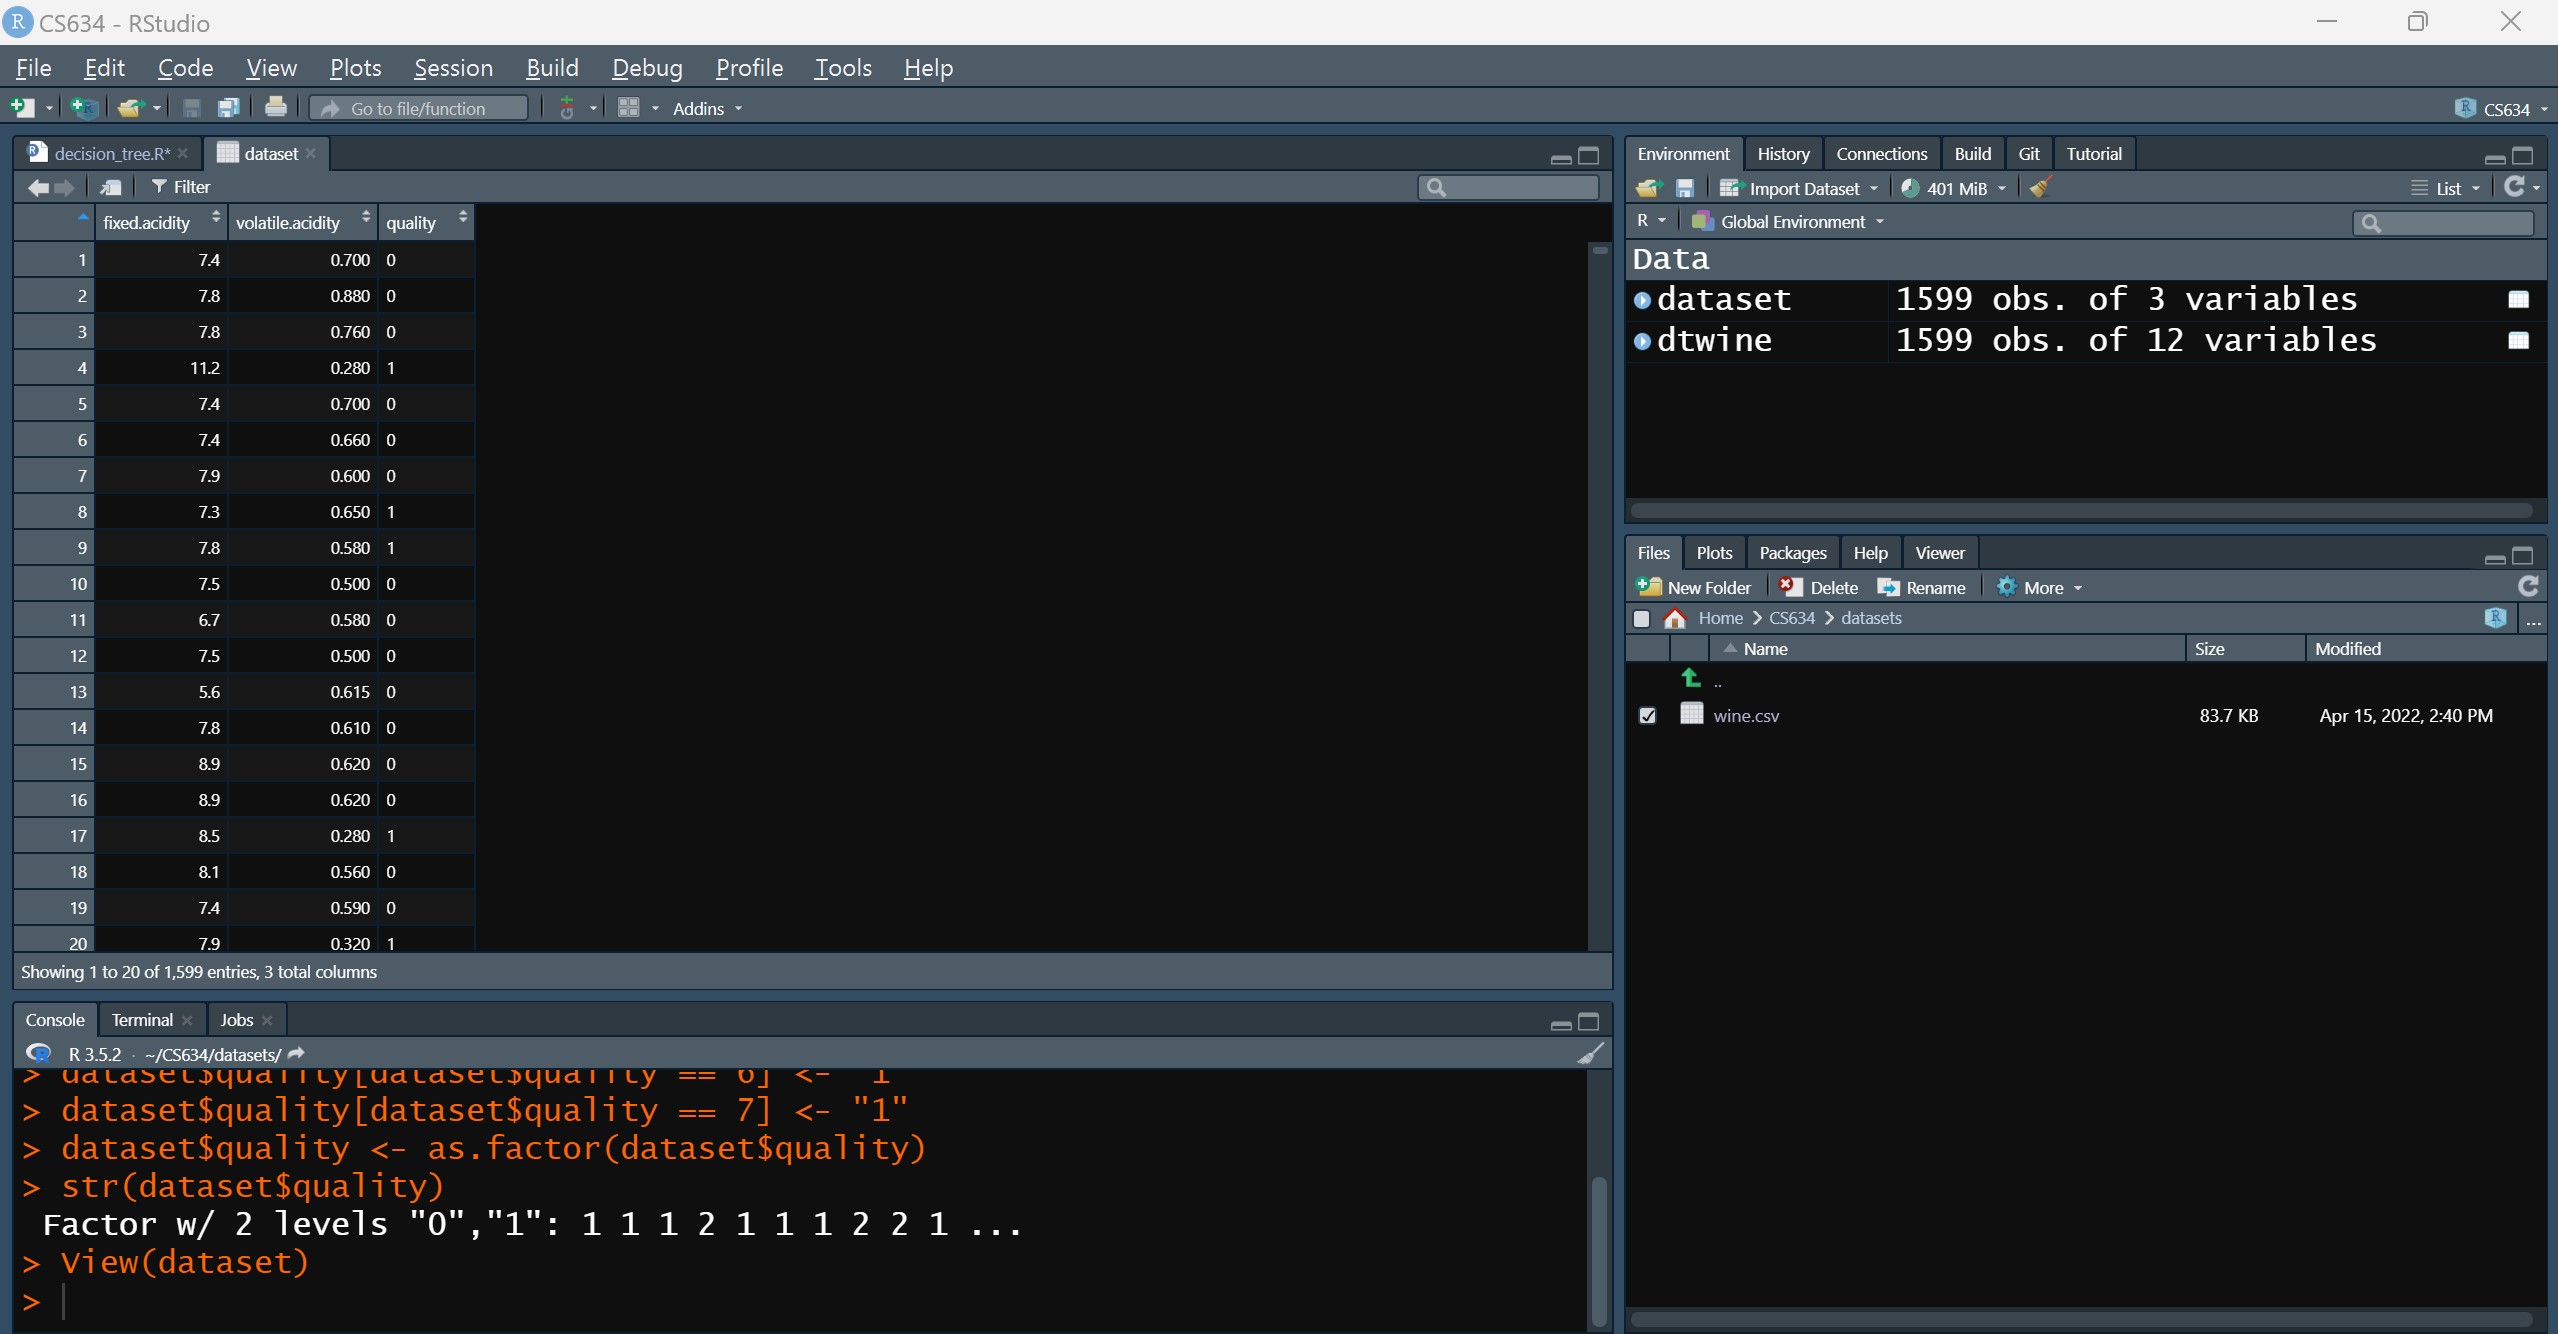 CS634 - RStudio
File Edit Code View Plots Session Build Debug Profile Tools Help
Go to file/function Addins CS634
decision_tree.R* dataset
Filter
fixed.acidity volatile.acidity quality
1 7.4 0.700 0
2 7.8 0.880 0
3 7.8 0.760 0
4 11.2 0.280 1
5 7.4 0.700 0
6 7.4 0.660 0
7 7.9 0.600 0
8 7.3 0.650 1
9 7.8 0.580 1
10 7.5 0.500 0
11 6.7 0.580 0
12 7.5 0.500 0
13 5.6 0.615 0
14 7.8 0.610 0
15 8.9 0.620 0
16 8.9 0.620 0
17 8.5 0.280 1
18 8.1 0.560 0
19 7.4 0.590 0
20 7.9 0.320 1
Showing 1 to 20 of 1,599 entries, 3 total columns
Console Terminal Jobs
R 3.5.2 · ~/CS634/datasets/
> dataset$quality[dataset$quality == 6] <- "1"
> dataset$quality[dataset$quality == 7] <- "1"
> dataset$quality <- as.factor(dataset$quality)
> str(dataset$quality)
Factor w/ 2 levels "0","1": 1 1 1 2 1 1 1 2 2 1 ...
> View(dataset)
>
Environment History Connections Build Git Tutorial
Import Dataset 401 MiB List
R Global Environment
Data
dataset 1599 obs. of 3 variables
dtwine 1599 obs. of 12 variables
Files Plots Packages Help Viewer
New Folder Delete Rename More
Home CS634 datasets ...
Name Size Modified
..
wine.csv 83.7 KB Apr 15, 2022, 2:40 PM